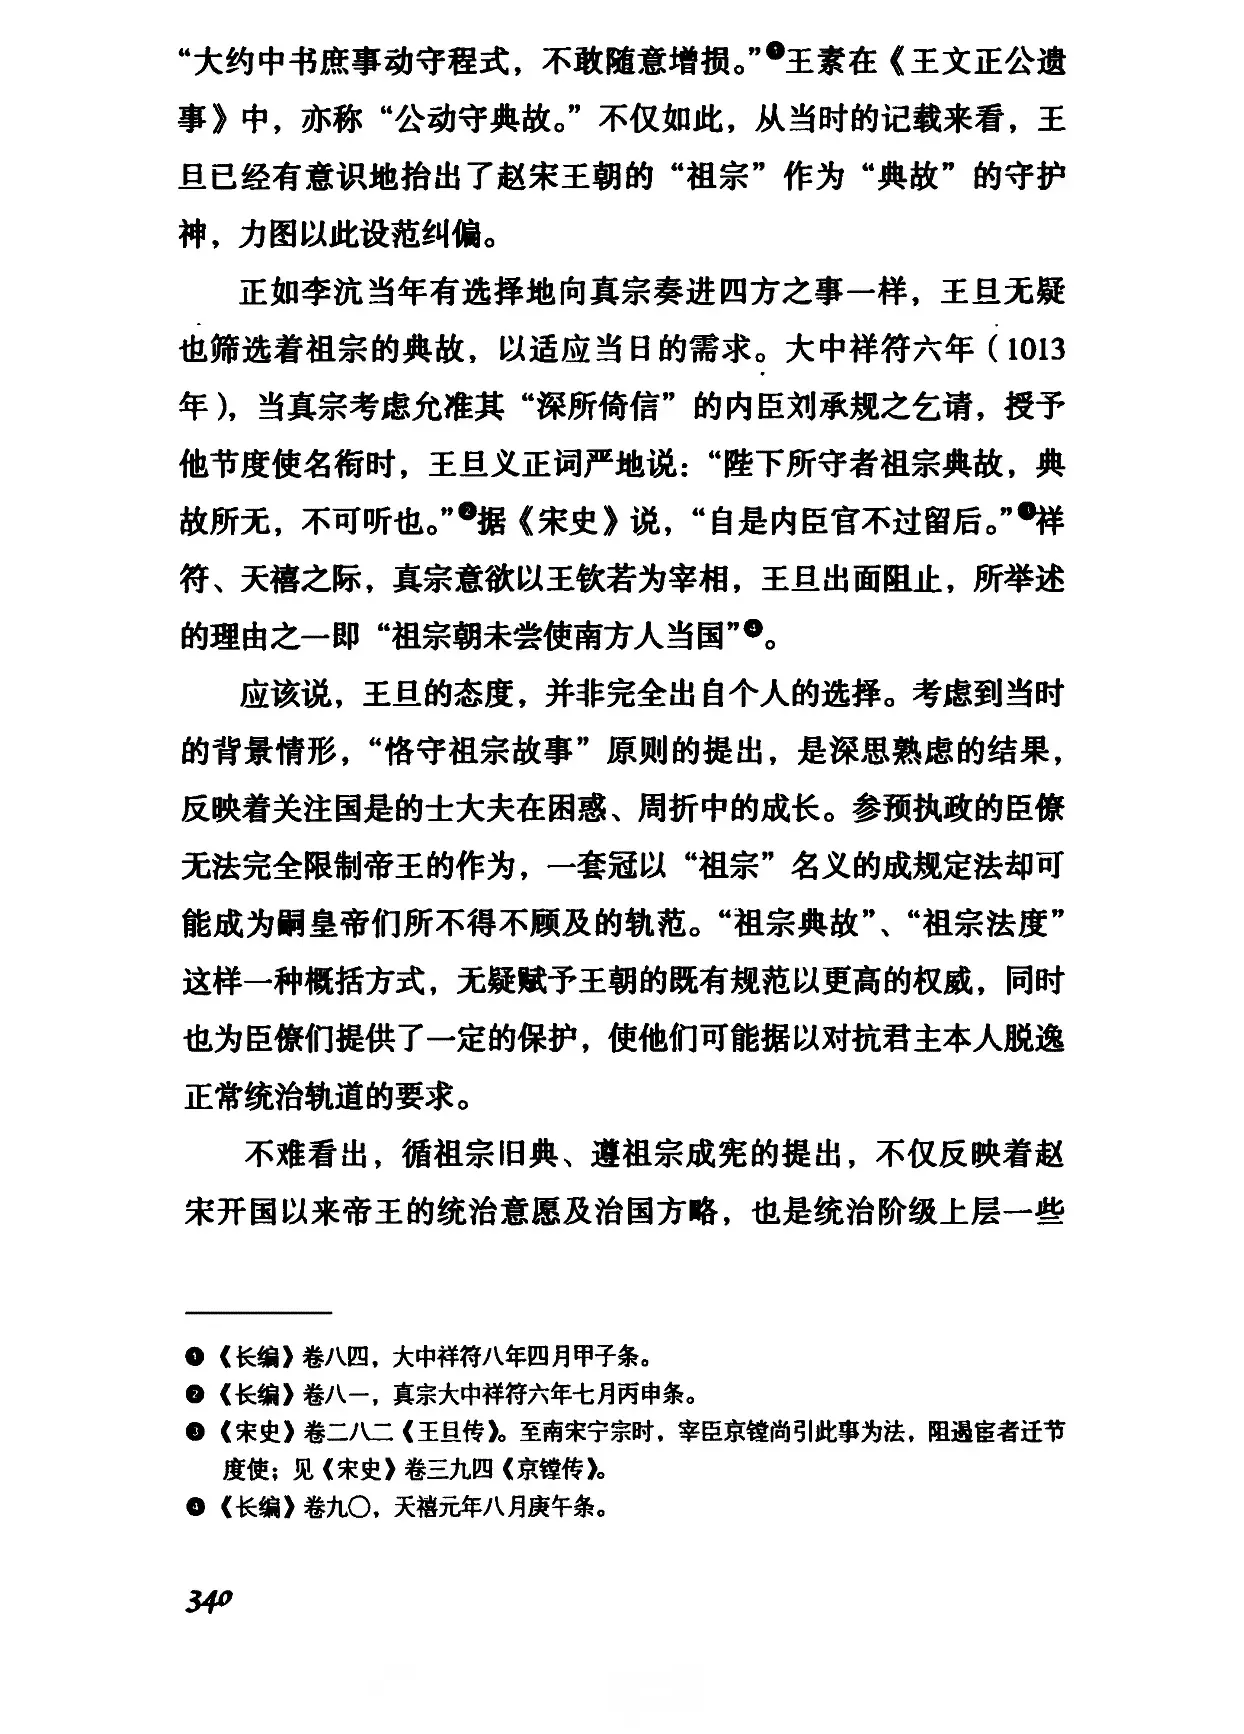 “大约中书庶事动守程式，不敢随意增损。”❶王素在《王文正公遗
事》中，亦称“公动守典故。”不仅如此，从当时的记载来看，王
旦已经有意识地抬出了赵宋王朝的“祖宗”作为“典故”的守护
神，力图以此设范纠偏。
正如李沆当年有选择地向真宗奏进四方之事一样，王旦无疑
也筛选着祖宗的典故，以适应当日的需求。大中祥符六年（1013
年），当真宗考虑允准其“深所倚信”的内臣刘承规之乞请，授予
他节度使名衔时，王旦义正词严地说：“陛下所守者祖宗典故，典
故所无，不可听也。”❷据《宋史》说，“自是内臣官不过留后。”❸祥
符、天禧之际，真宗意欲以王钦若为宰相，王旦出面阻止，所举述
的理由之一即“祖宗朝未尝使南方人当国”❹。
应该说，王旦的态度，并非完全出自个人的选择。考虑到当时
的背景情形，“恪守祖宗故事”原则的提出，是深思熟虑的结果，
反映着关注国是的士大夫在困惑、周折中的成长。参预执政的臣僚
无法完全限制帝王的作为，一套冠以“祖宗”名义的成规定法却可
能成为嗣皇帝们所不得不顾及的轨范。“祖宗典故”、“祖宗法度”
这样一种概括方式，无疑赋予王朝的既有规范以更高的权威，同时
也为臣僚们提供了一定的保护，使他们可能据以对抗君主本人脱逸
正常统治轨道的要求。
不难看出，循祖宗旧典、遵祖宗成宪的提出，不仅反映着赵
宋开国以来帝王的统治意愿及治国方略，也是统治阶级上层一些
❶《长编》卷八四，大中祥符八年四月甲子条。
❷《长编》卷八一，真宗大中祥符六年七月丙申条。
❸《宋史》卷二八二《王旦传》。至南宋宁宗时，宰臣京镗尚引此事为法，阻遏宦者迁节
度使；见《宋史》卷三九四《京镗传》。
❹《长编》卷九〇，天禧元年八月庚午条。
340